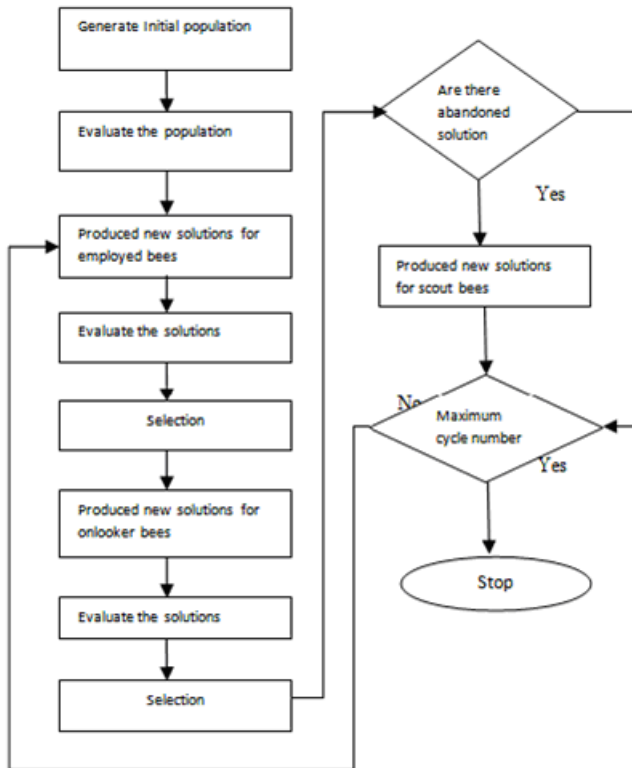 Generate Initial population
Evaluate the population
Produced new solutions for
employed bees
Evaluate the solutions
Selection
Produced new solutions for
onlooker bees
Evaluate the solutions
Selection
Are there
abandoned
solution
Yes
Produced new solutions
for scout bees
No
Maximum
cycle number
Yes
Stop